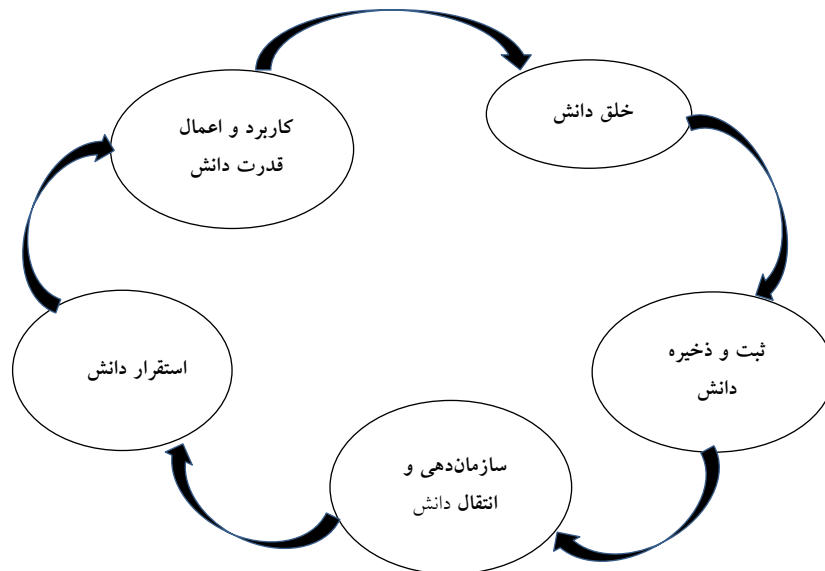 خلق دانش
ثبت و ذخیره
دانش
سازمان‌دهی و
انتقال دانش
استقرار دانش
کاربرد و اعمال
قدرت دانش